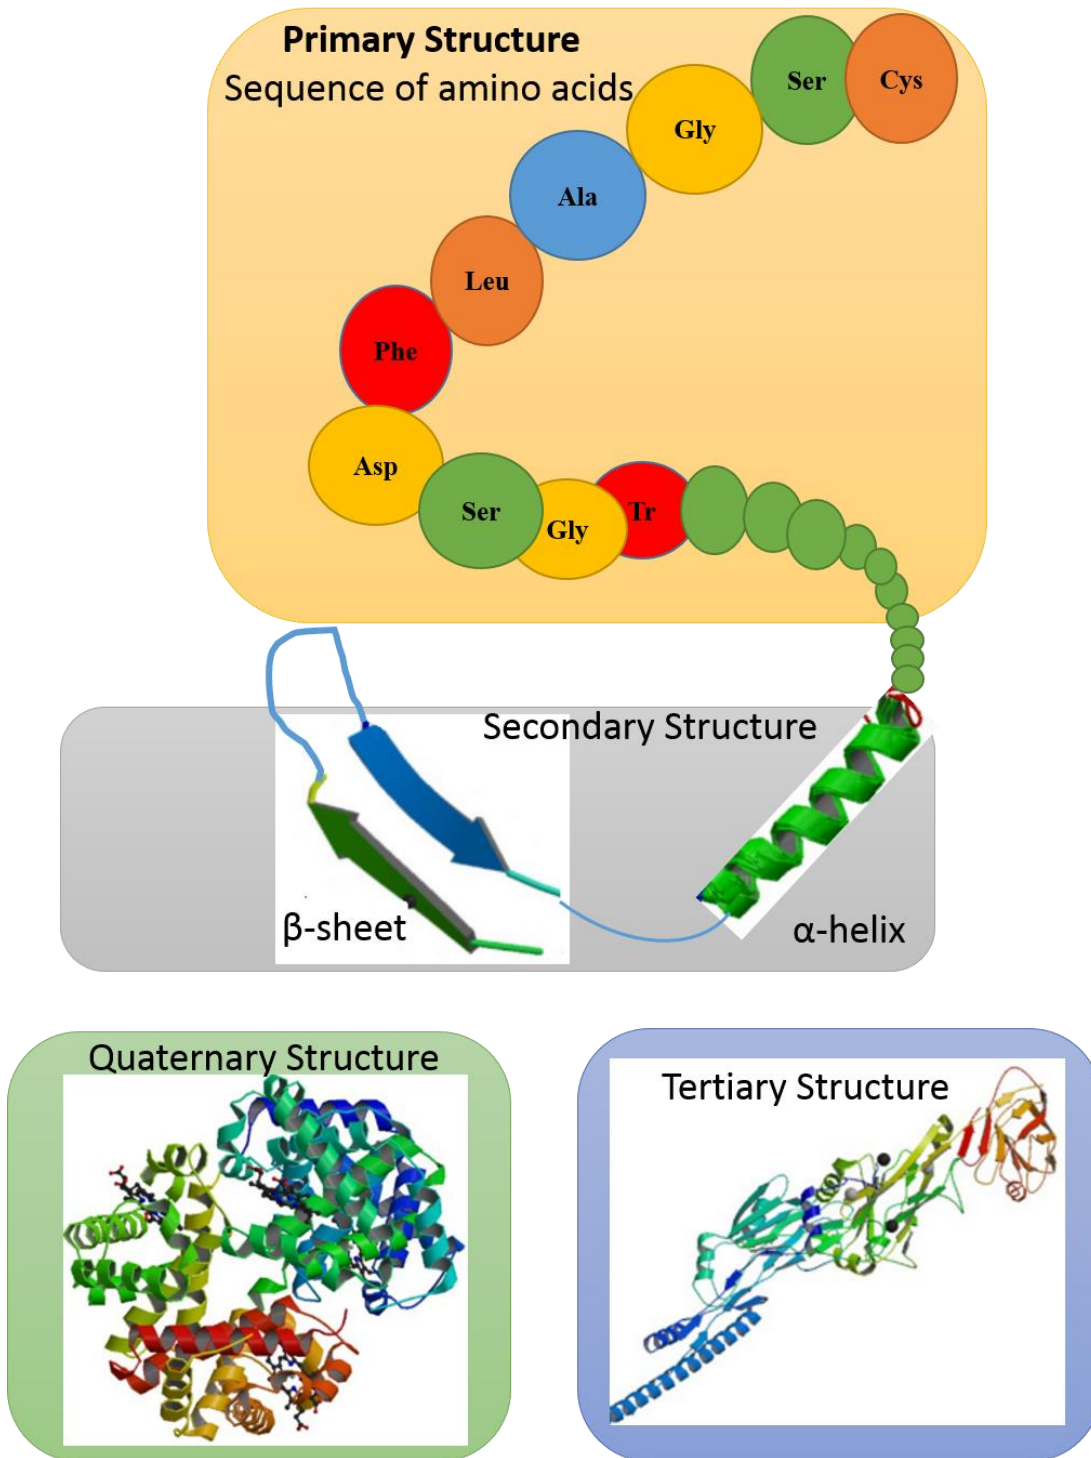 Primary Structure
Sequence of amino acids
Cys
Ser
Gly
Ala
Leu
Phe
Asp
Ser
Gly
Tr
Secondary Structure
β-sheet
α-helix
Quaternary Structure
Tertiary Structure